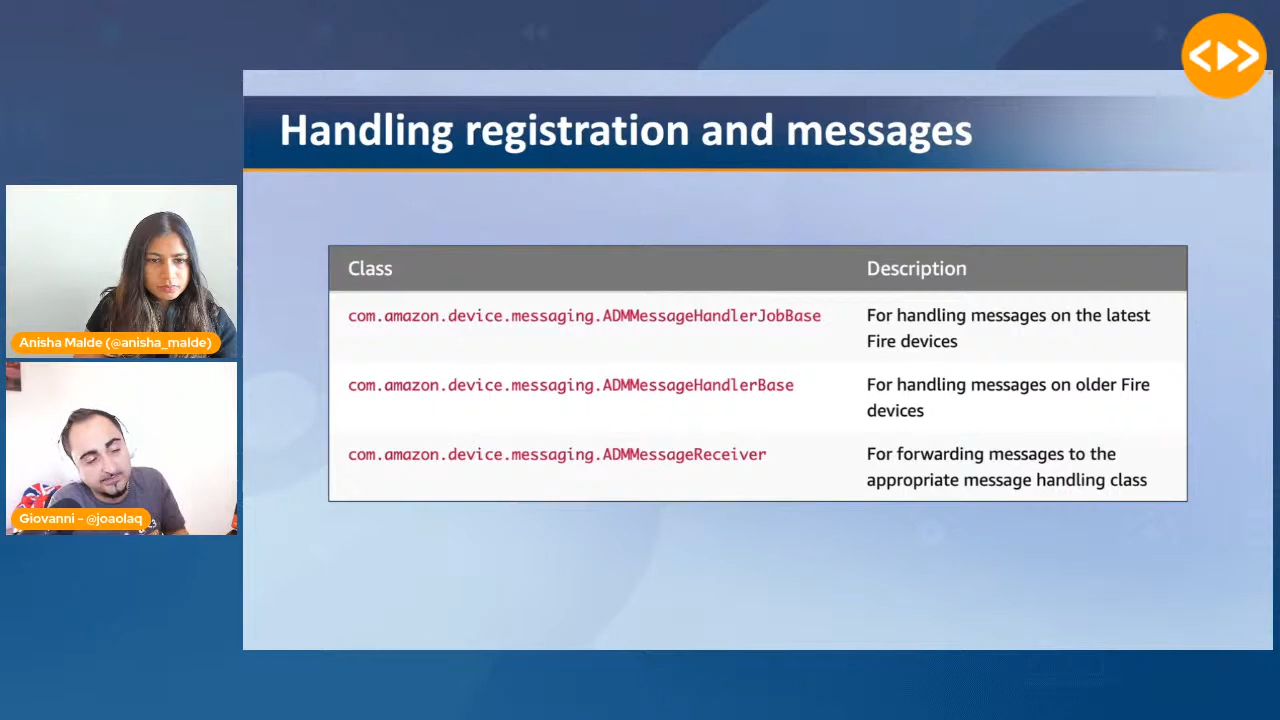 Handling registration and messages
Class Description
com.amazon.device.messaging.ADMMessageHandlerJobBase For handling messages on the latest
Fire devices
com.amazon.device.messaging.ADMMessageHandlerBase For handling messages on older Fire
devices
com.amazon.device.messaging.ADMMessageReceiver For forwarding messages to the
appropriate message handling class
Anisha Malde (@anisha_malde)
Giovanni - @joaolaq